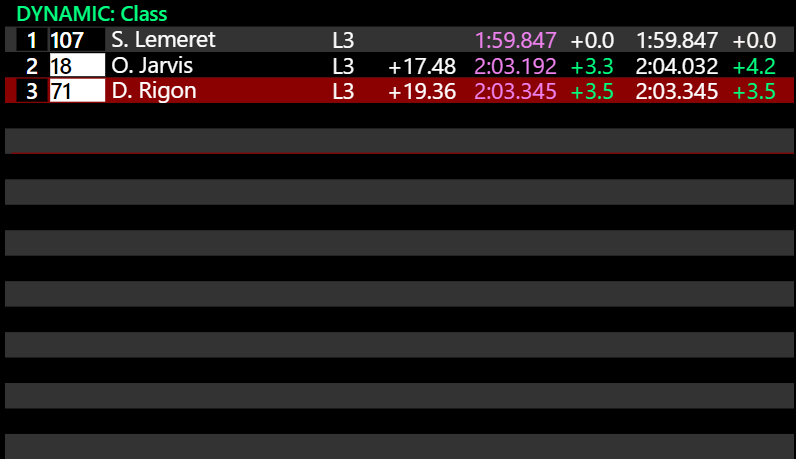 DYNAMIC: Class
1 107 S. Lemeret L3 1:59.847 +0.0 1:59.847 +0.0
2 18 O. Jarvis L3 +17.48 2:03.192 +3.3 2:04.032 +4.2
3 71 D. Rigon L3 +19.36 2:03.345 +3.5 2:03.345 +3.5